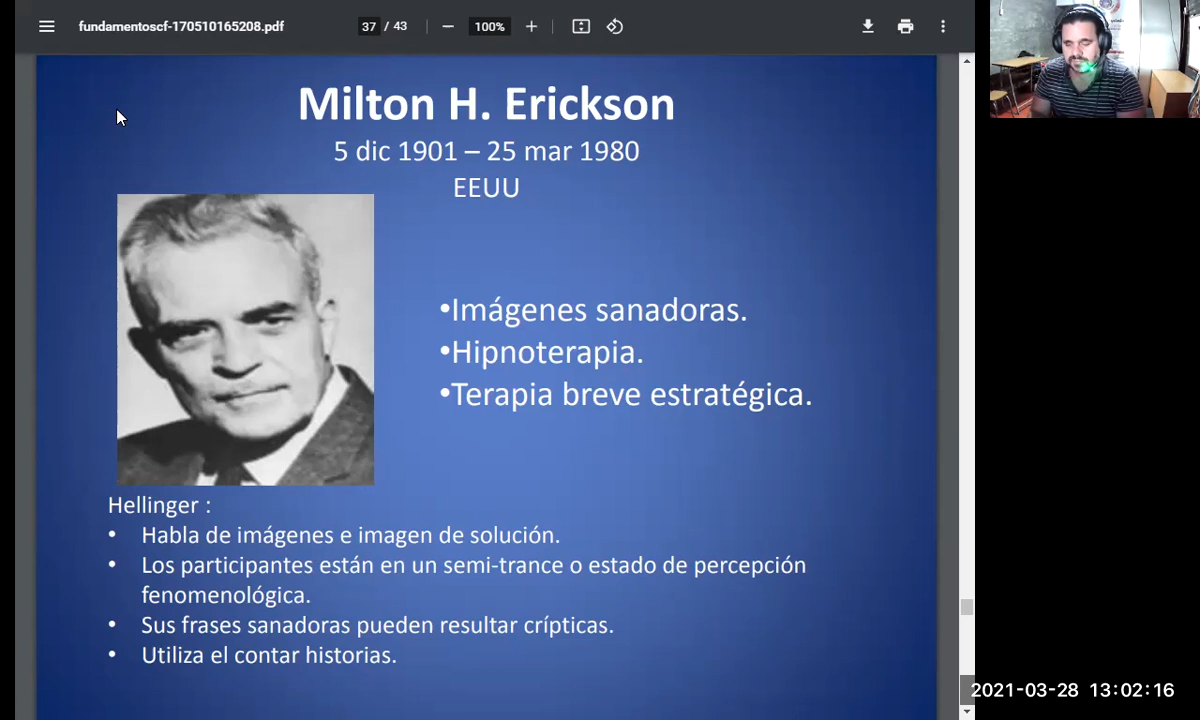 fundamentoscf-170510165208.pdf
37 / 43
100%
Milton H. Erickson
5 dic 1901 – 25 mar 1980
EEUU
•Imágenes sanadoras.
•Hipnoterapia.
•Terapia breve estratégica.
Hellinger :
• Habla de imágenes e imagen de solución.
• Los participantes están en un semi-trance o estado de percepción
fenomenológica.
• Sus frases sanadoras pueden resultar crípticas.
• Utiliza el contar historias.
2021-03-28 13:02:16